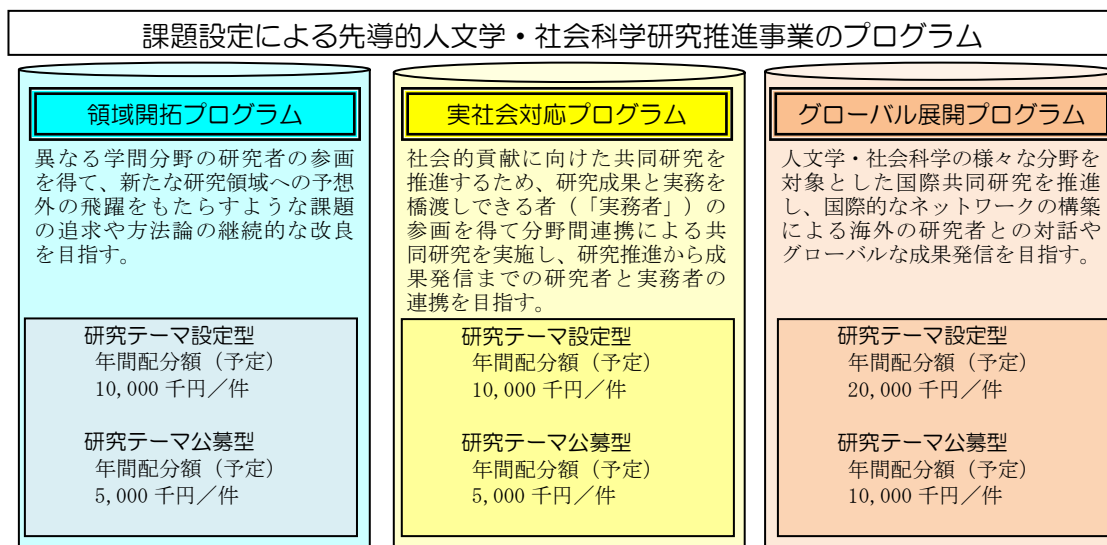 課題設定による先導的人文学・社会科学研究推進事業のプログラム
領域開拓プログラム
異なる学問分野の研究者の参画
を得て、新たな研究領域への予想
外の飛躍をもたらすような課題
の追求や方法論の継続的な改良
を目指す。
研究テーマ設定型
年間配分額（予定）
10,000 千円／件
研究テーマ公募型
年間配分額（予定）
5,000 千円／件
実社会対応プログラム
社会的貢献に向けた共同研究を
推進するため、研究成果と実務を
橋渡しできる者（「実務者」）の
参画を得て分野間連携による共
同研究を実施し、研究推進から成
果発信までの研究者と実務者の
連携を目指す。
研究テーマ設定型
年間配分額（予定）
10,000 千円／件
研究テーマ公募型
年間配分額（予定）
5,000 千円／件
グローバル展開プログラム
人文学・社会科学の様々な分野を
対象とした国際共同研究を推進
し、国際的なネットワークの構築
による海外の研究者との対話や
グローバルな成果発信を目指す。
研究テーマ設定型
年間配分額（予定）
20,000 千円／件
研究テーマ公募型
年間配分額（予定）
10,000 千円／件